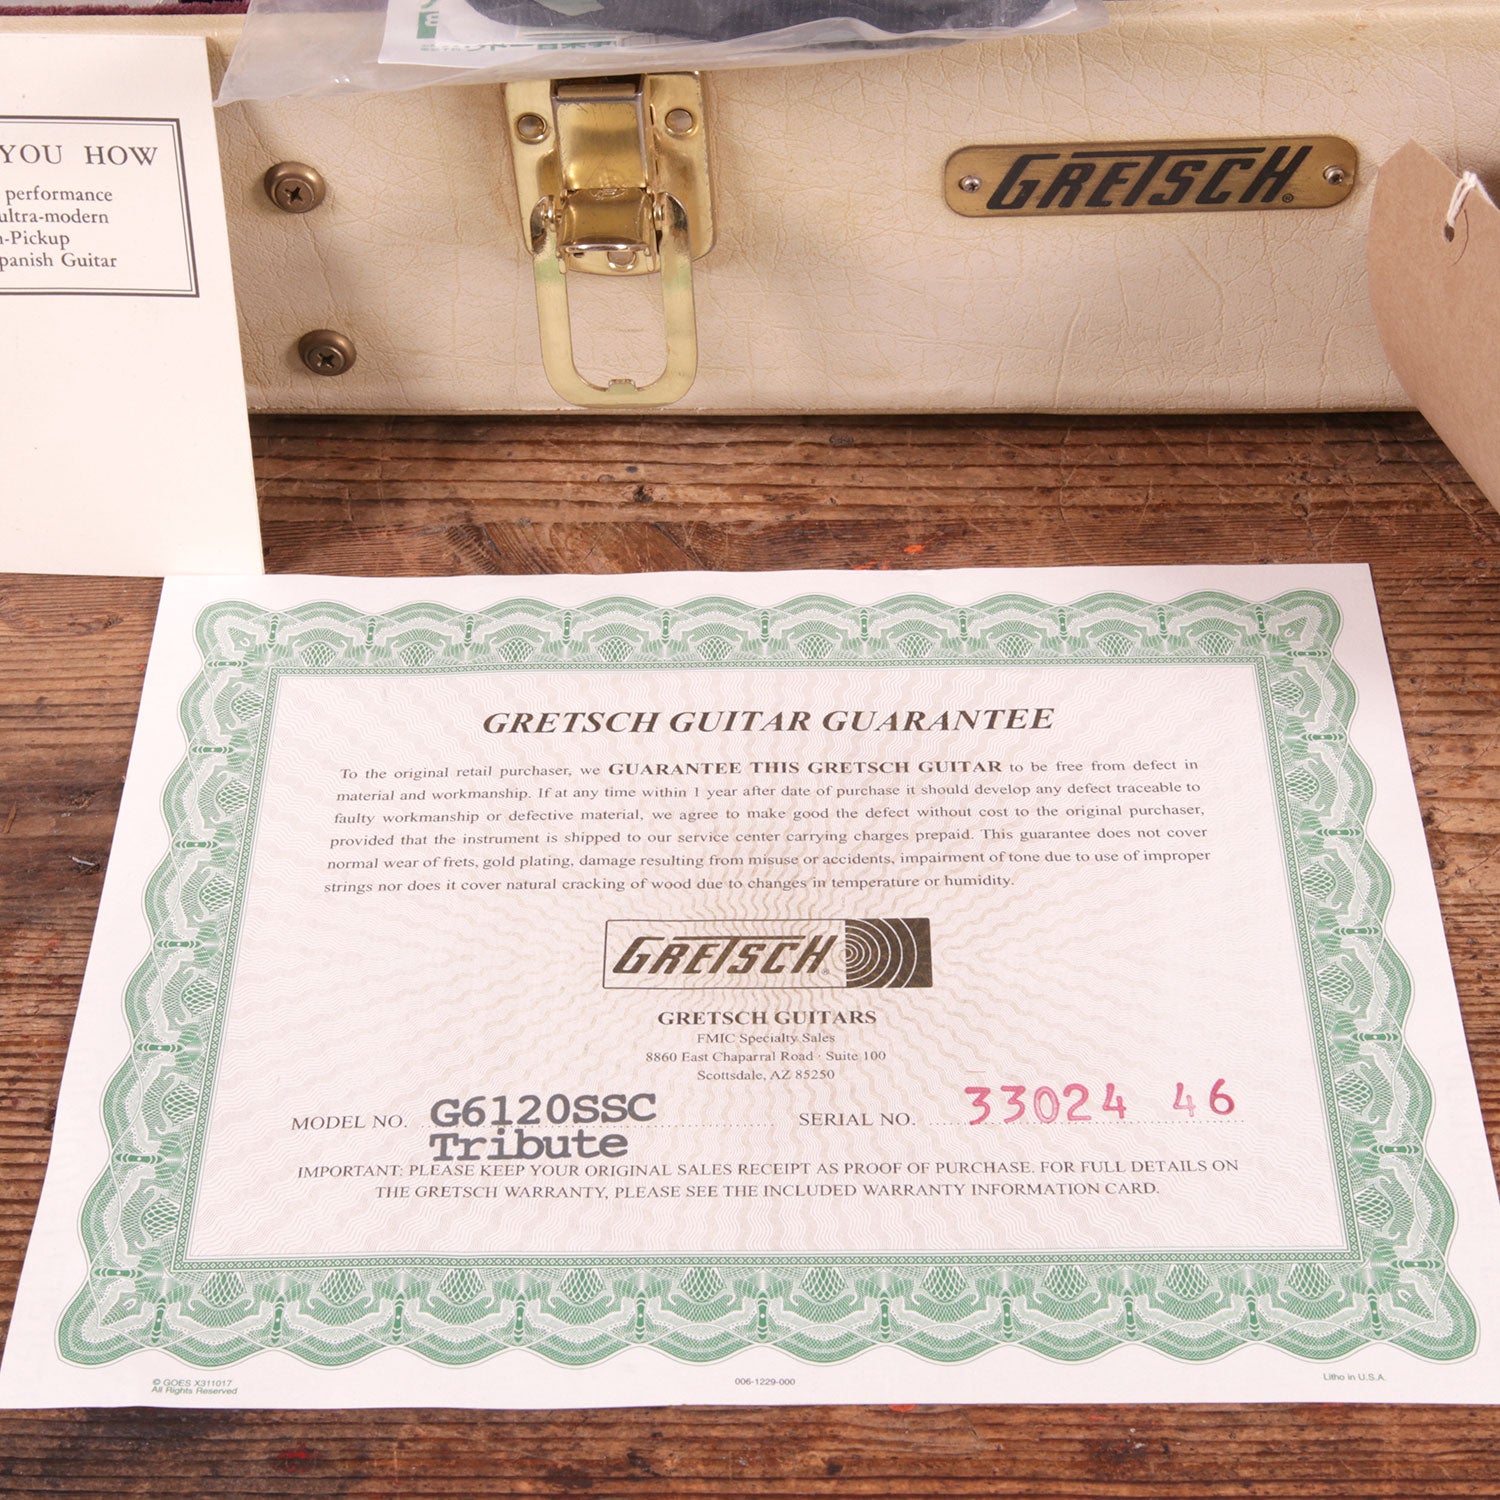 YOU HOW
performance
ultra-modern
-Pickup
panish Guitar
GRETSCH®
GRETSCH GUITAR GUARANTEE
To the original retail purchaser, we GUARANTEE THIS GRETSCH GUITAR to be free from defect in
material and workmanship. If at any time within 1 year after date of purchase it should develop any defect traceable to
faulty workmanship or defective material, we agree to make good the defect without cost to the original purchaser,
provided that the instrument is shipped to our service center carrying charges prepaid. This guarantee does not cover
normal wear of frets, gold plating, damage resulting from misuse or accidents, impairment of tone due to use of improper
strings nor does it cover natural cracking of wood due to changes in temperature or humidity.
GRETSCH®
GRETSCH GUITARS
FMIC Specialty Sales
8860 East Chaparral Road · Suite 100
Scottsdale, AZ 85250
MODEL NO. G6120SSC SERIAL NO. 33024 46
Tribute
IMPORTANT: PLEASE KEEP YOUR ORIGINAL SALES RECEIPT AS PROOF OF PURCHASE. FOR FULL DETAILS ON
THE GRETSCH WARRANTY, PLEASE SEE THE INCLUDED WARRANTY INFORMATION CARD.
© GOES X311017
All Rights Reserved
006-1229-000
Litho in U.S.A.